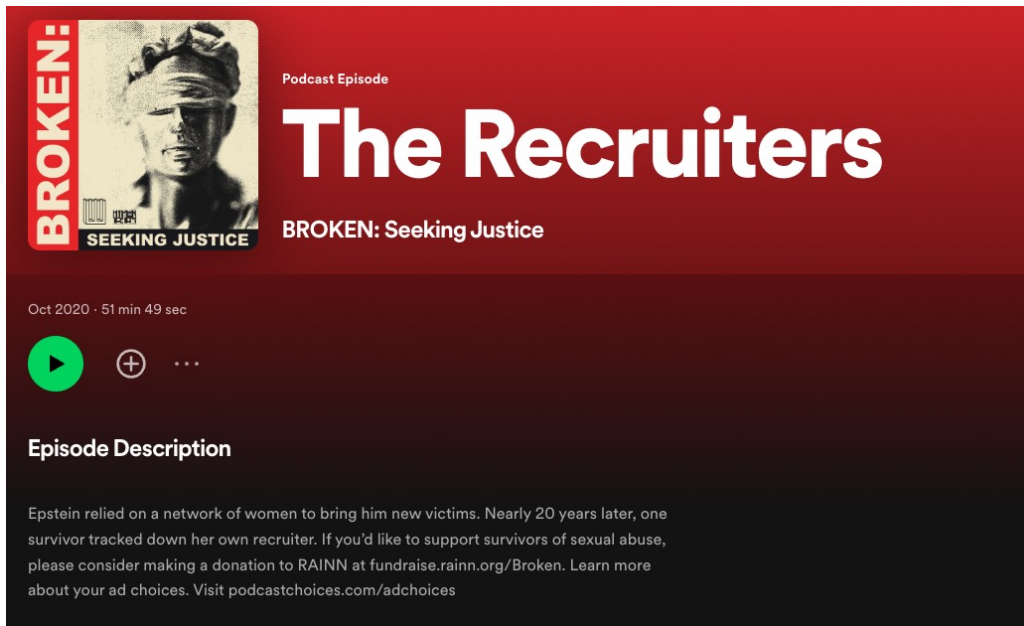 BROKEN:
SEEKING JUSTICE
Podcast Episode
The Recruiters
BROKEN: Seeking Justice
Oct 2020 · 51 min 49 sec
Episode Description
Epstein relied on a network of women to bring him new victims. Nearly 20 years later, one
survivor tracked down her own recruiter. If you'd like to support survivors of sexual abuse,
please consider making a donation to RAINN at fundraise.rainn.org/Broken. Learn more
about your ad choices. Visit podcastchoices.com/adchoices